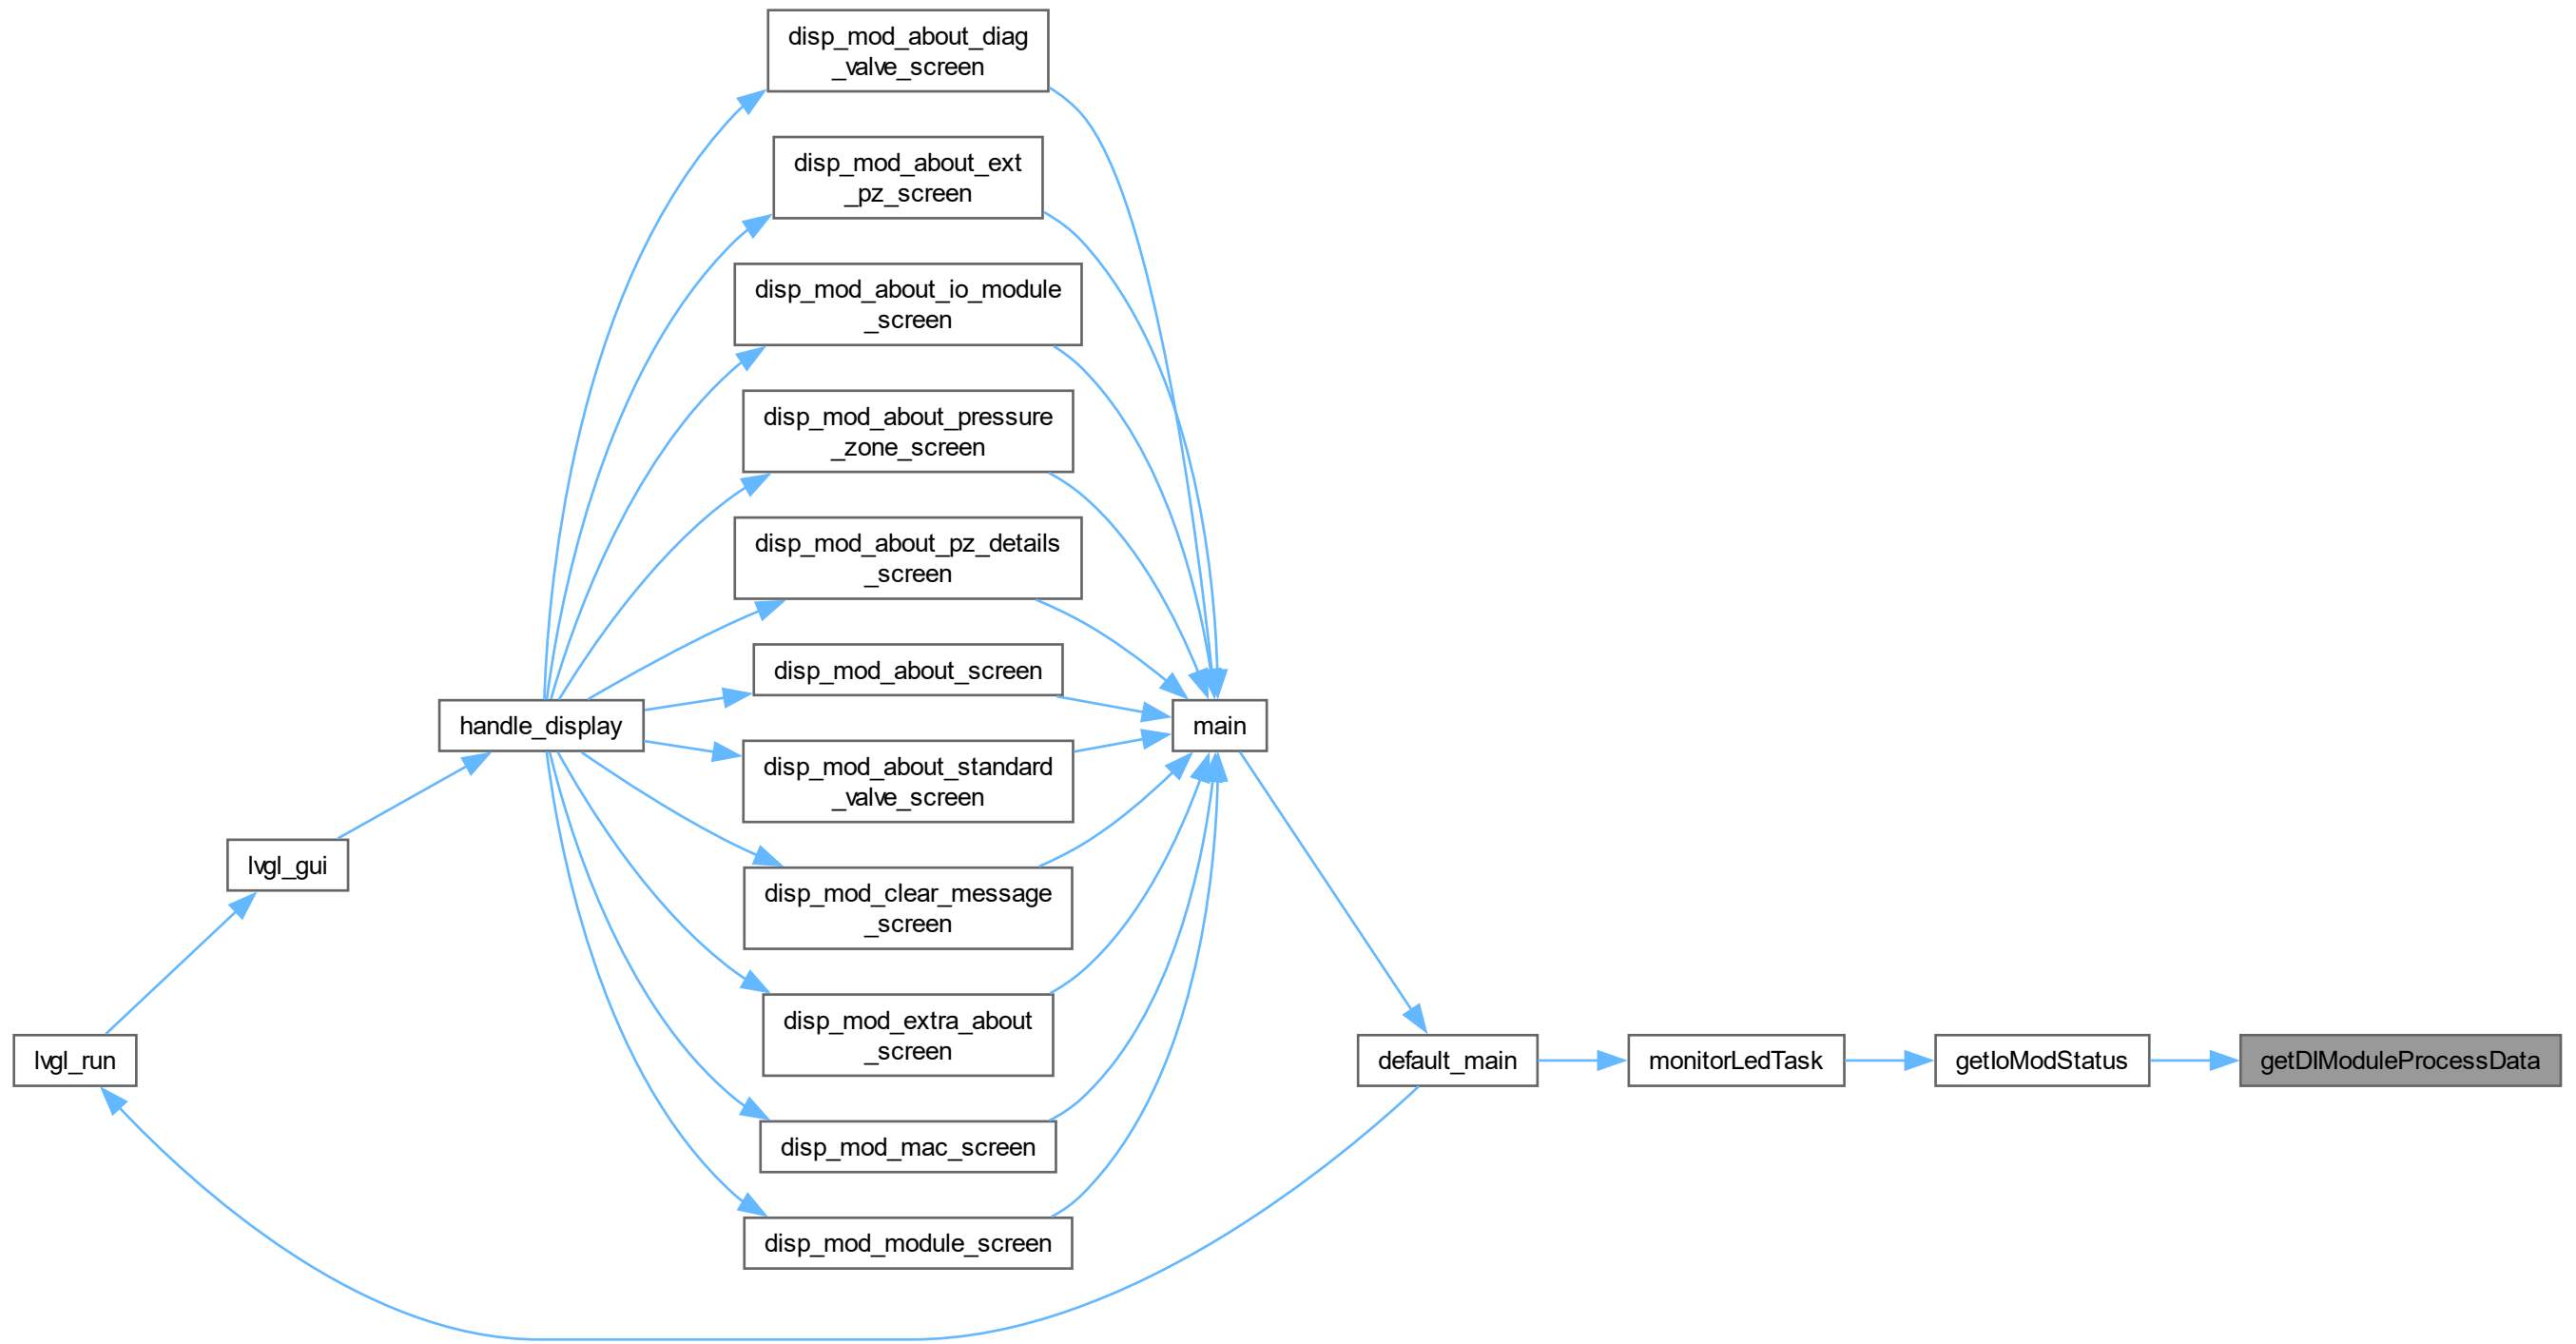 disp_mod_about_diag
_valve_screen
disp_mod_about_ext
_pz_screen
disp_mod_about_io_module
_screen
disp_mod_about_pressure
_zone_screen
disp_mod_about_pz_details
_screen
disp_mod_about_screen
handle_display
main
disp_mod_about_standard
_valve_screen
lvgl_gui
disp_mod_clear_message
_screen
disp_mod_extra_about
_screen
lvgl_run
default_main
monitorLedTask
getIoModStatus
getDIModuleProcessData
disp_mod_mac_screen
disp_mod_module_screen